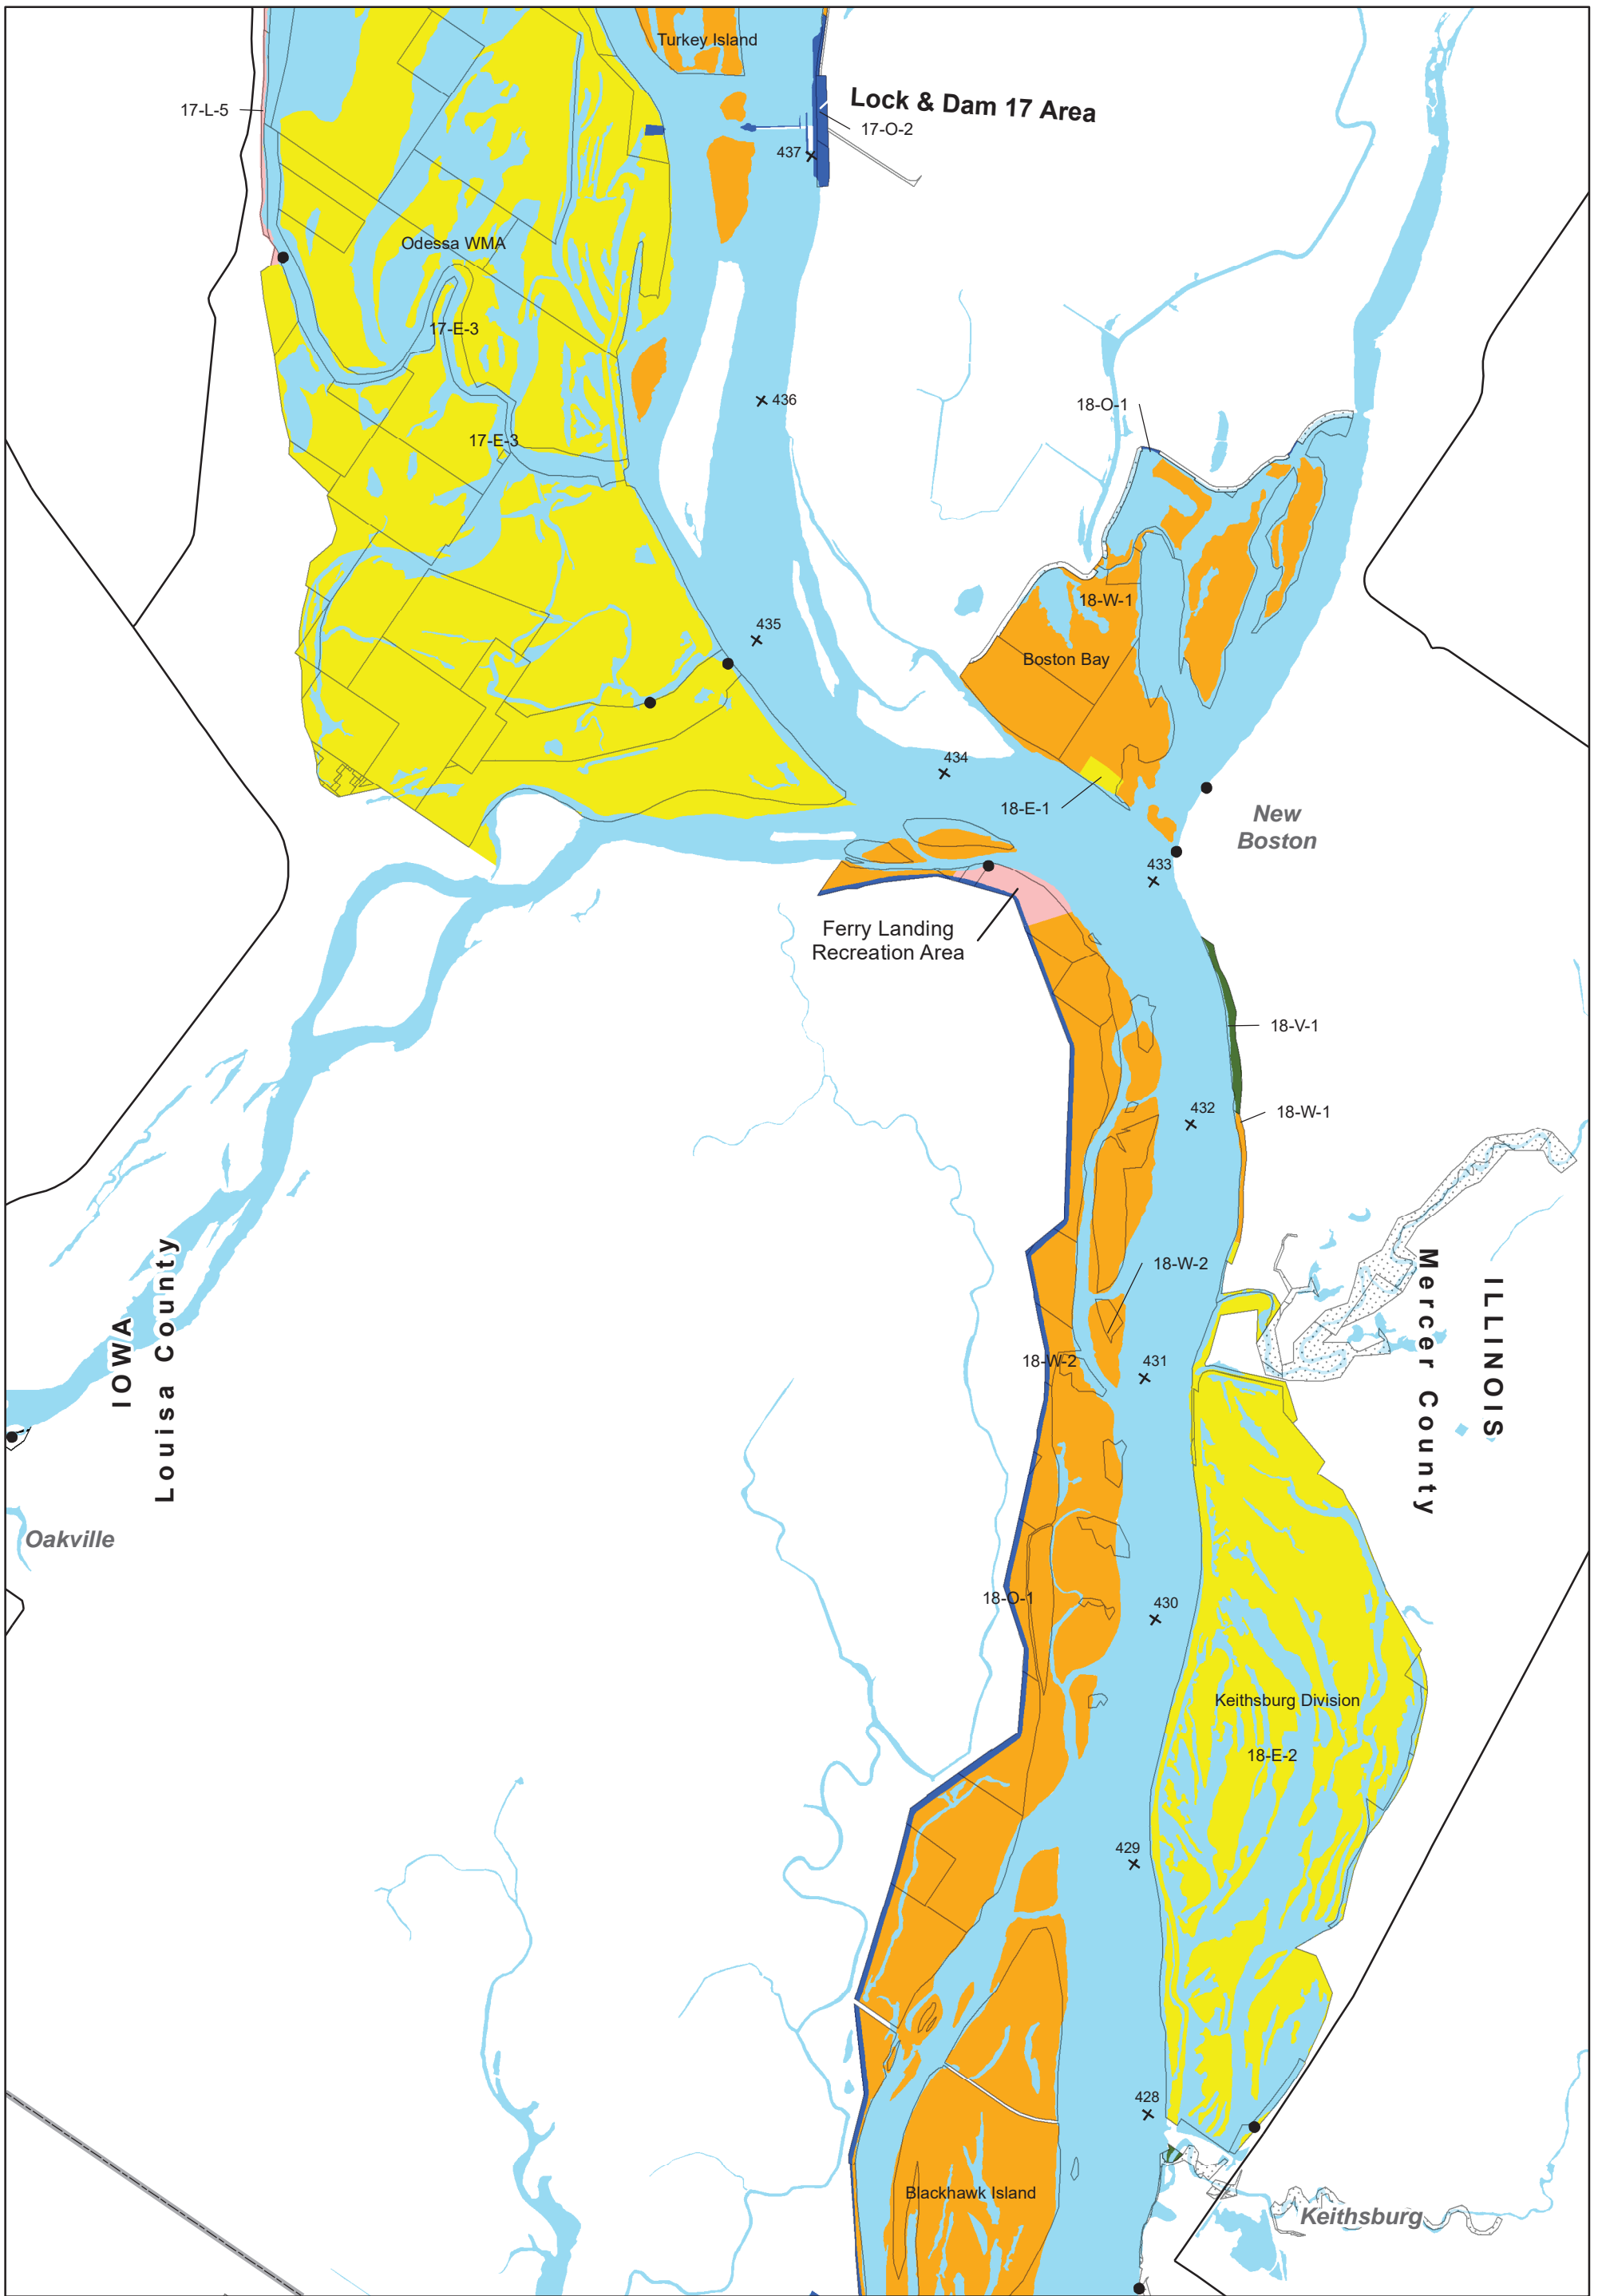 Turkey Island
17-L-5
Lock & Dam 17 Area
17-O-2
437
Odessa WMA
17-E-3
436
18-O-1
17-E-3
18-W-1
435
Boston Bay
434
18-E-1
New
Boston
433
Ferry Landing
Recreation Area
18-V-1
432
18-W-1
18-W-2
IOWA
Louisa County
Mercer County
ILLINOIS
18-W-2
431
Oakville
18-O-1
430
Keithsburg Division
18-E-2
429
428
Blackhawk Island
Keithsburg